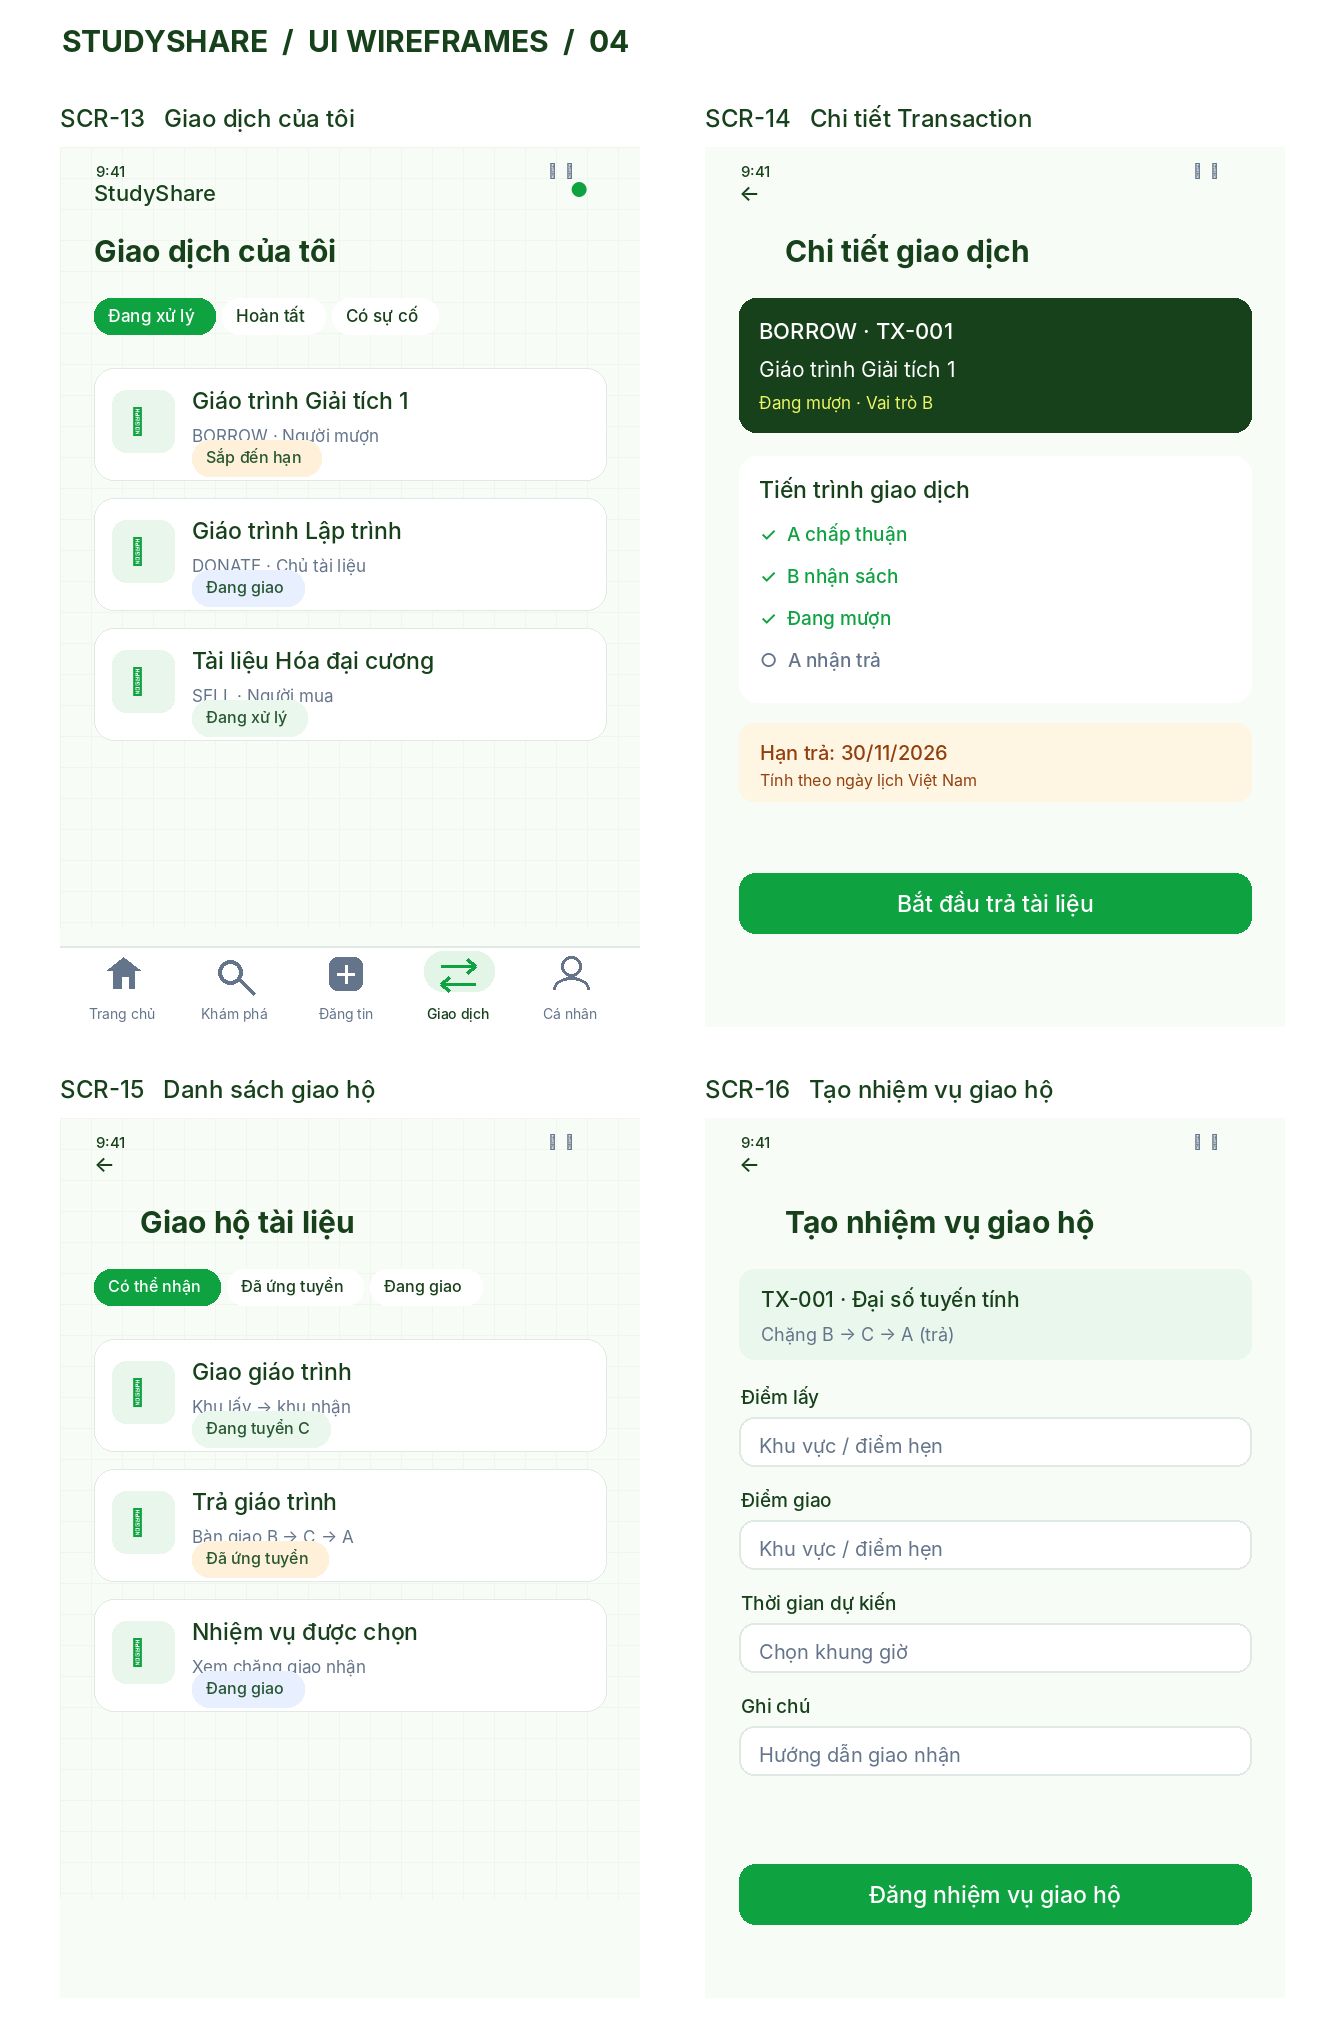 STUDYSHARE / UI WIREFRAMES / 04
SCR-13 Giao dịch của tôi
9:41
StudyShare
Giao dịch của tôi
Đang xử lý
Hoàn tất
Có sự cố
Giáo trình Giải tích 1
BORROW · Người mượn
Sắp đến hạn
Giáo trình Lập trình
DONATE · Chủ tài liệu
Đang giao
Tài liệu Hóa đại cương
SELL · Người mua
Đang xử lý
Trang chủ
Khám phá
Đăng tin
Giao dịch
Cá nhân
SCR-14 Chi tiết Transaction
9:41
←
Chi tiết giao dịch
BORROW · TX-001
Giáo trình Giải tích 1
Đang mượn · Vai trò B
Tiến trình giao dịch
✓ A chấp thuận
✓ B nhận sách
✓ Đang mượn
○ A nhận trả
Hạn trả: 30/11/2026
Tính theo ngày lịch Việt Nam
Bắt đầu trả tài liệu
SCR-15 Danh sách giao hộ
9:41
←
Giao hộ tài liệu
Có thể nhận
Đã ứng tuyển
Đang giao
Giao giáo trình
Khu lấy → khu nhận
Đang tuyển C
Trả giáo trình
Bàn giao B → C → A
Đã ứng tuyển
Nhiệm vụ được chọn
Xem chặng giao nhận
Đang giao
SCR-16 Tạo nhiệm vụ giao hộ
9:41
←
Tạo nhiệm vụ giao hộ
TX-001 · Đại số tuyến tính
Chặng B → C → A (trả)
Điểm lấy
Khu vực / điểm hẹn
Điểm giao
Khu vực / điểm hẹn
Thời gian dự kiến
Chọn khung giờ
Ghi chú
Hướng dẫn giao nhận
Đăng nhiệm vụ giao hộ